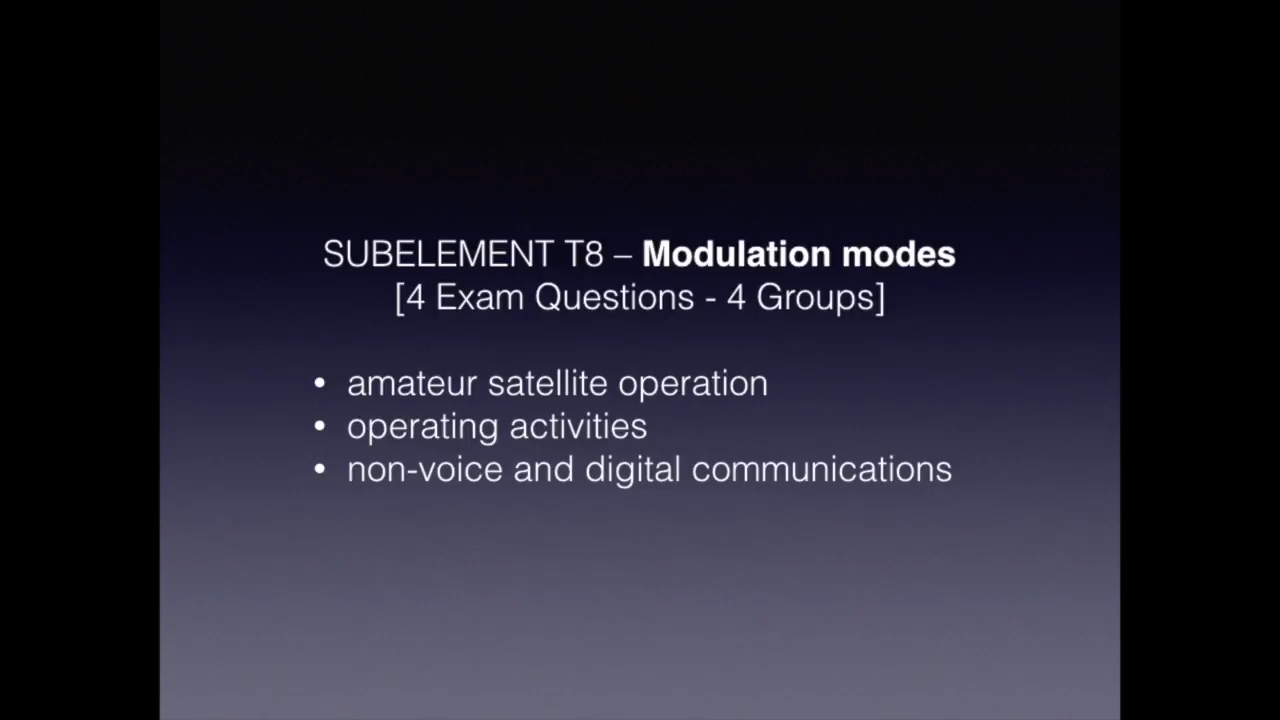 SUBELEMENT T8 – Modulation modes
[4 Exam Questions - 4 Groups]
• amateur satellite operation
• operating activities
• non-voice and digital communications